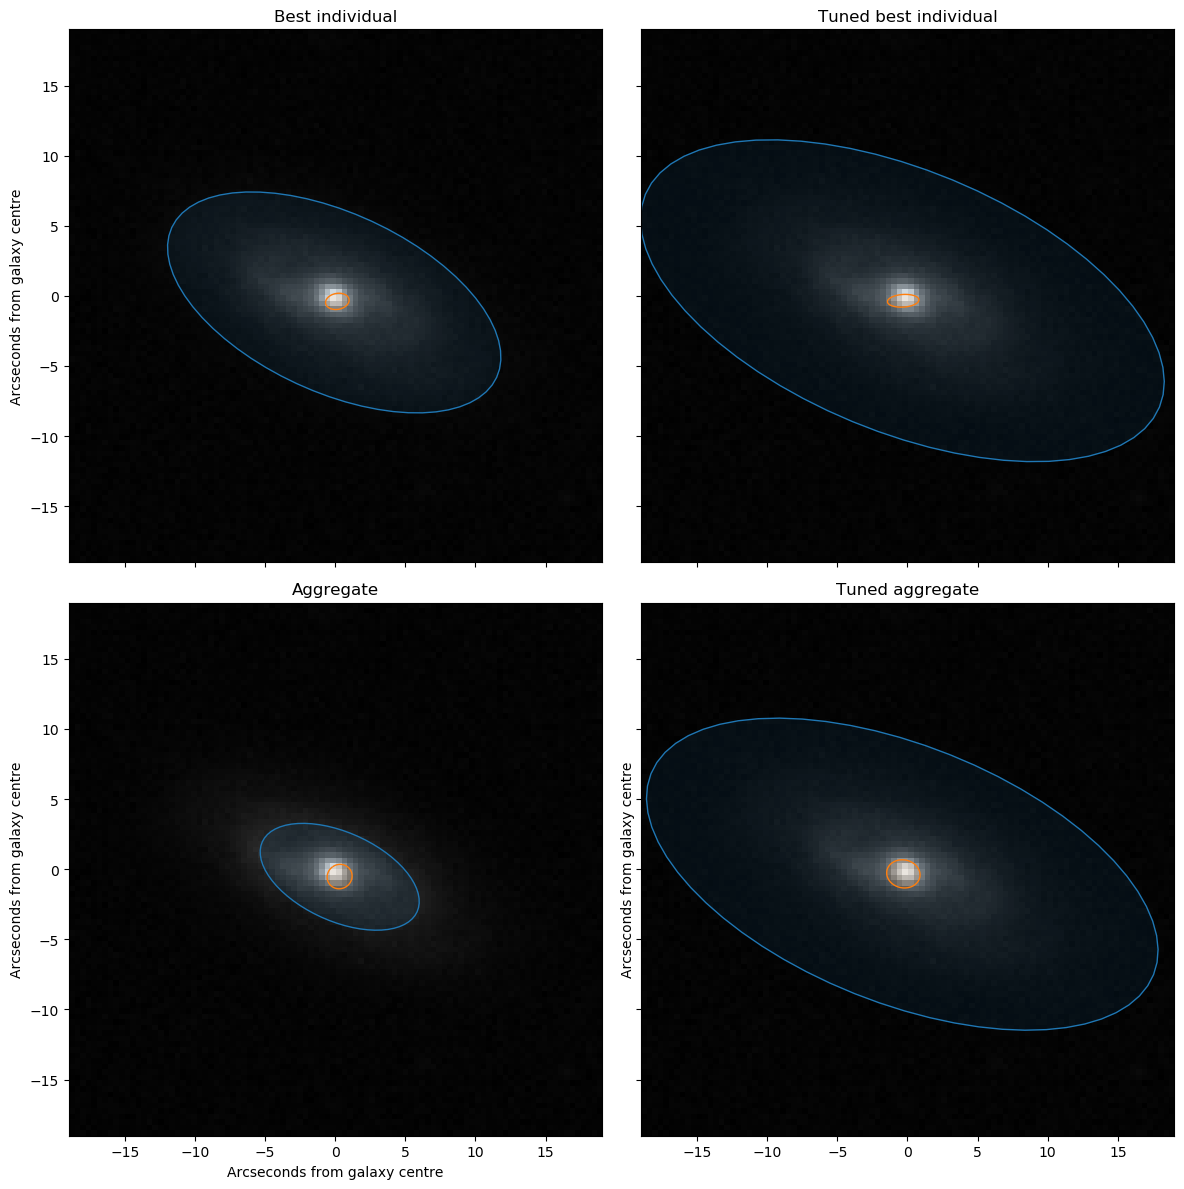 Best individual
Tuned best individual
15
10
5
0
−5
−10
−15
Arcseconds from galaxy centre
Aggregate
Tuned aggregate
15
10
5
0
−5
−10
−15
Arcseconds from galaxy centre
Arcseconds from galaxy centre
−15 −10 −5 0 5 10 15
−15 −10 −5 0 5 10 15
Arcseconds from galaxy centre